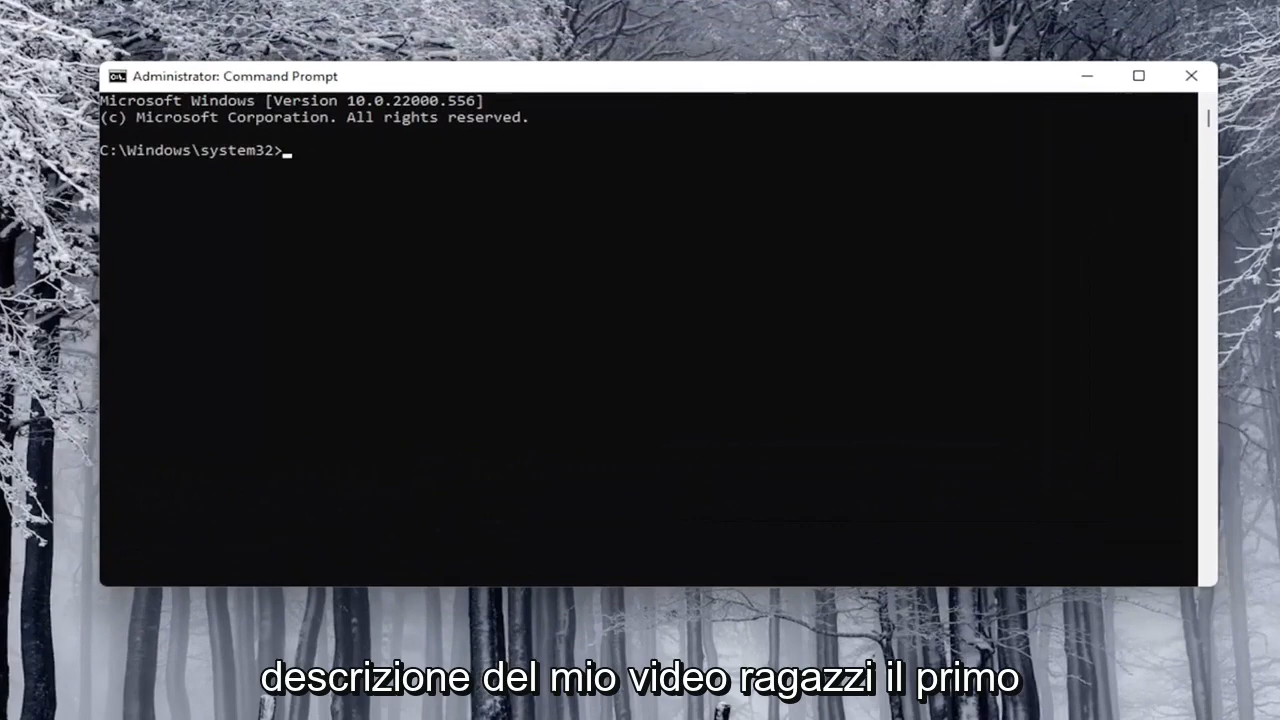 Administrator: Command Prompt
Microsoft Windows [Version 10.0.22000.556]
(c) Microsoft Corporation. All rights reserved.
C:\Windows\system32>
descrizione del mio video ragazzi il primo